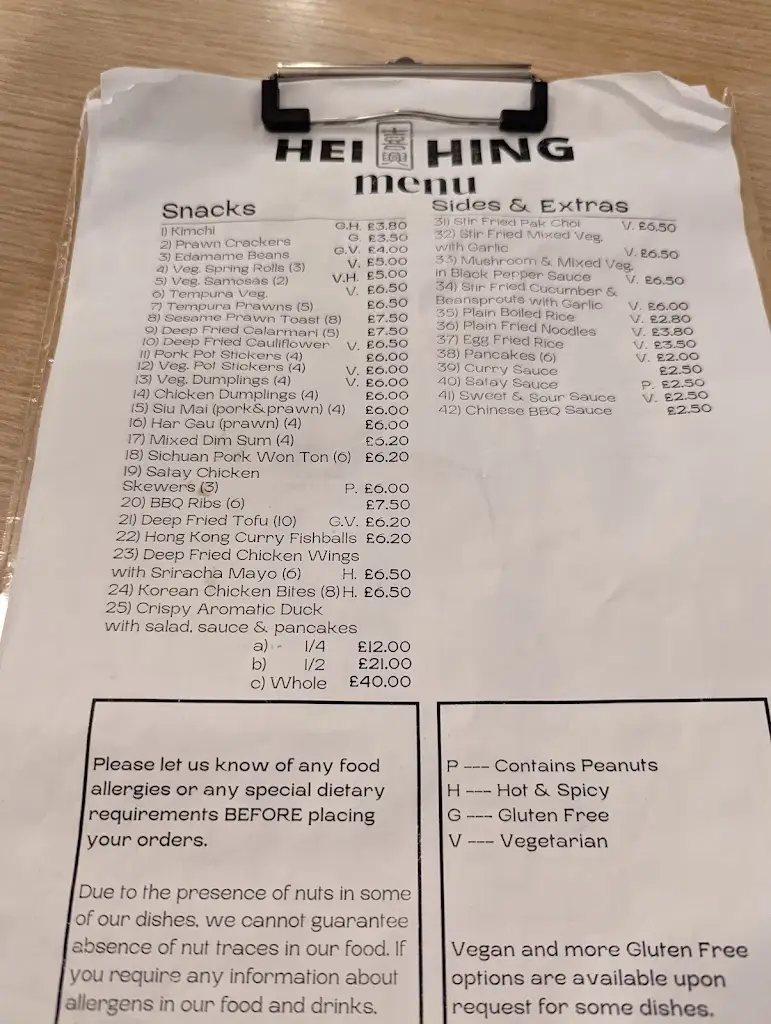 HEI HING
menu
Snacks
1) Kimchi G.H. £3.80
2) Prawn Crackers G. £3.50
3) Edamame Beans G.V. £4.00
4) Veg. Spring Rolls (3) V. £5.00
5) Veg. Samosas (2) V.H. £5.00
6) Tempura Veg. V. £6.50
7) Tempura Prawns (5) £6.50
8) Sesame Prawn Toast (8) £7.50
9) Deep Fried Calarmari (5) £7.50
10) Deep Fried Cauliflower V. £6.50
11) Pork Pot Stickers (4) £6.00
12) Veg. Pot Stickers (4) V. £6.00
13) Veg. Dumplings (4) V. £6.00
14) Chicken Dumplings (4) £6.00
15) Siu Mai (pork&prawn) (4) £6.00
16) Har Gau (prawn) (4) £6.00
17) Mixed Dim Sum (4) £6.20
18) Sichuan Pork Won Ton (6) £6.20
19) Satay Chicken
Skewers (3) P. £6.00
20) BBQ Ribs (6) £7.50
21) Deep Fried Tofu (10) G.V. £6.20
22) Hong Kong Curry Fishballs £6.20
23) Deep Fried Chicken Wings
with Sriracha Mayo (6) H. £6.50
24) Korean Chicken Bites (8) H. £6.50
25) Crispy Aromatic Duck
with salad, sauce & pancakes
a) - 1/4 £12.00
b) 1/2 £21.00
c) Whole £40.00
Sides & Extras
31) Stir Fried Pak Choi V. £6.50
32) Stir Fried Mixed Veg.
with Garlic V. £6.50
33) Mushroom & Mixed Veg.
in Black Pepper Sauce V. £6.50
34) Stir Fried Cucumber &
Beansprouts with Garlic V. £6.00
35) Plain Boiled Rice V. £2.80
36) Plain Fried Noodles V. £3.80
37) Egg Fried Rice V. £3.50
38) Pancakes (6) V. £2.00
39) Curry Sauce £2.50
40) Satay Sauce P. £2.50
41) Sweet & Sour Sauce V. £2.50
42) Chinese BBQ Sauce £2.50
Please let us know of any food
allergies or any special dietary
requirements BEFORE placing
your orders.
Due to the presence of nuts in some
of our dishes, we cannot guarantee
absence of nut traces in our food. If
you require any information about
allergens in our food and drinks,
P --- Contains Peanuts
H --- Hot & Spicy
G --- Gluten Free
V --- Vegetarian
Vegan and more Gluten Free
options are available upon
request for some dishes.